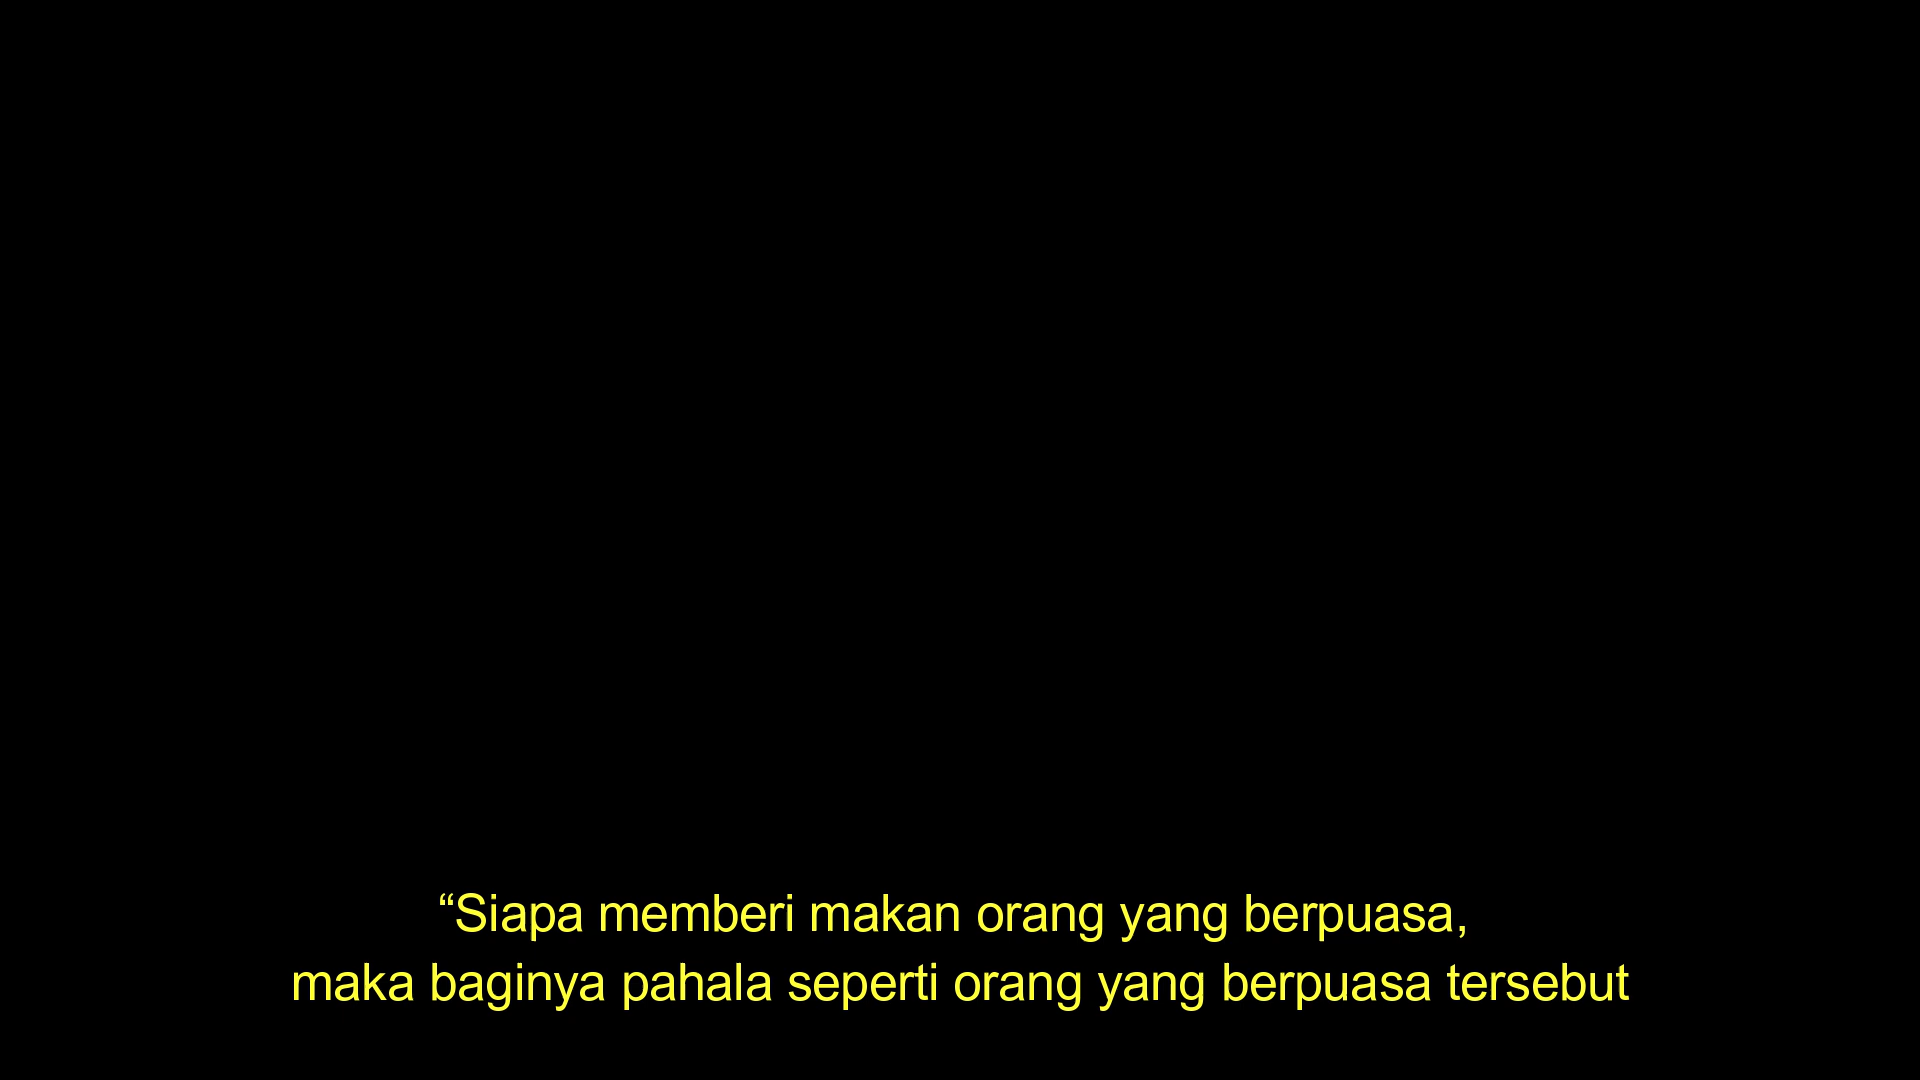 “Siapa memberi makan orang yang berpuasa,
maka baginya pahala seperti orang yang berpuasa tersebut